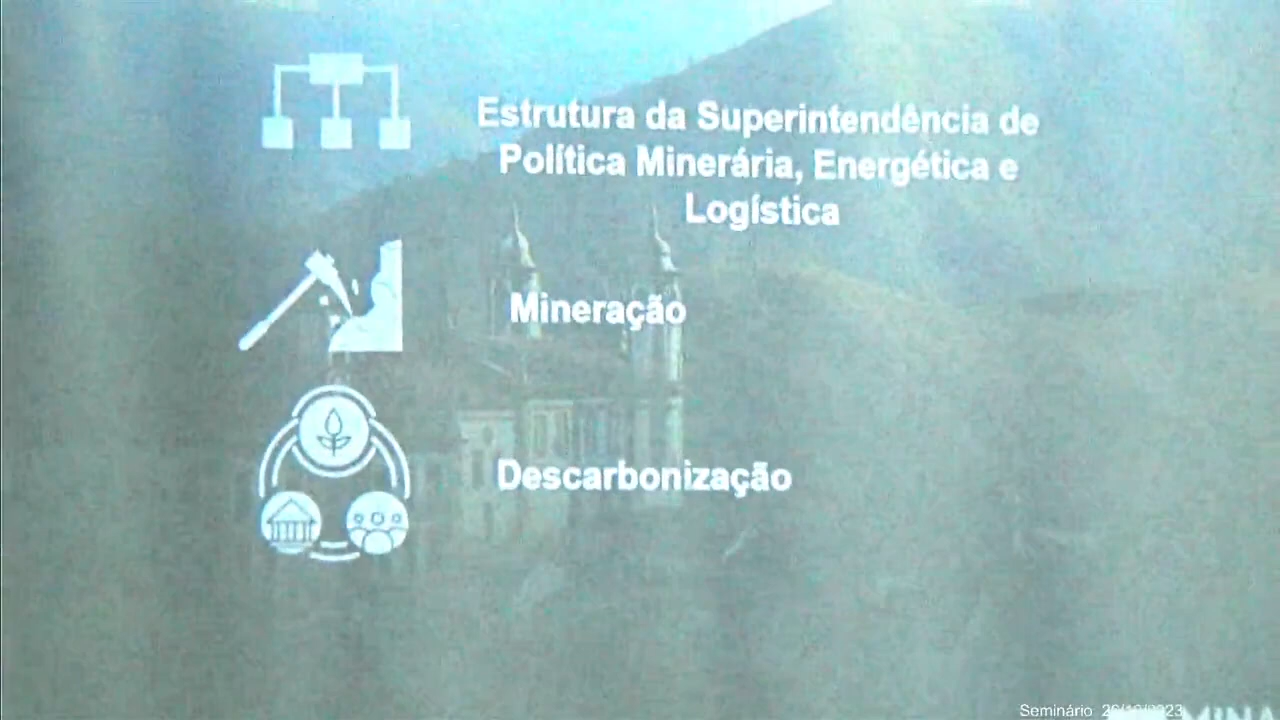 Estrutura da Superintendência de
Política Minerária, Energética e
Logística
Mineração
Descarbonização
Seminário